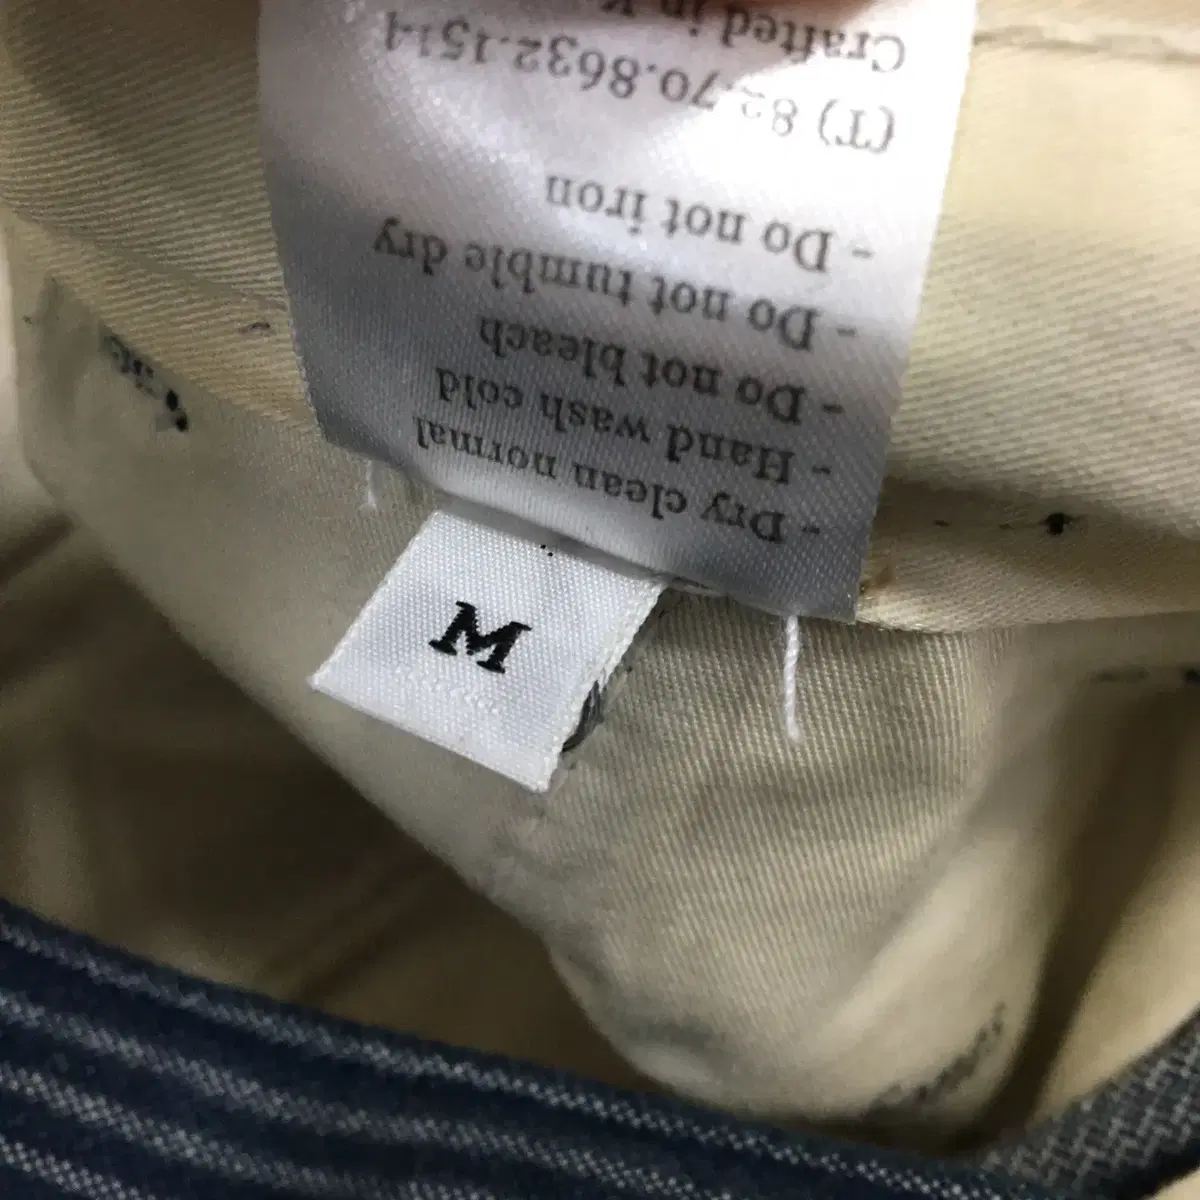 - Dry clean normal
- Hand wash cold
- Do not bleach
- Do not tumble dry
- Do not iron
(T) 82.70.8632.1514
Crafted in
M